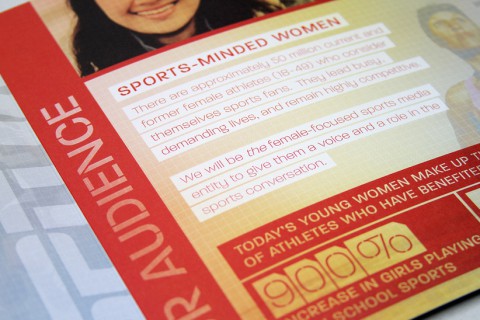 SPORTS-MINDED WOMEN
There are approximately 50 million current and
former female athletes (18-49) who consider
themselves sports fans. They lead busy,
demanding lives, and remain highly competitive.
We will be the female-focused sports media
entity to give them a voice and a role in the
sports conversation.
R AUDIENCE
TODAY'S YOUNG WOMEN MAKE UP T
OF ATHLETES WHO HAVE BENEFITE
900%
INCREASE IN GIRLS PLAYING
SCHOOL SPORTS